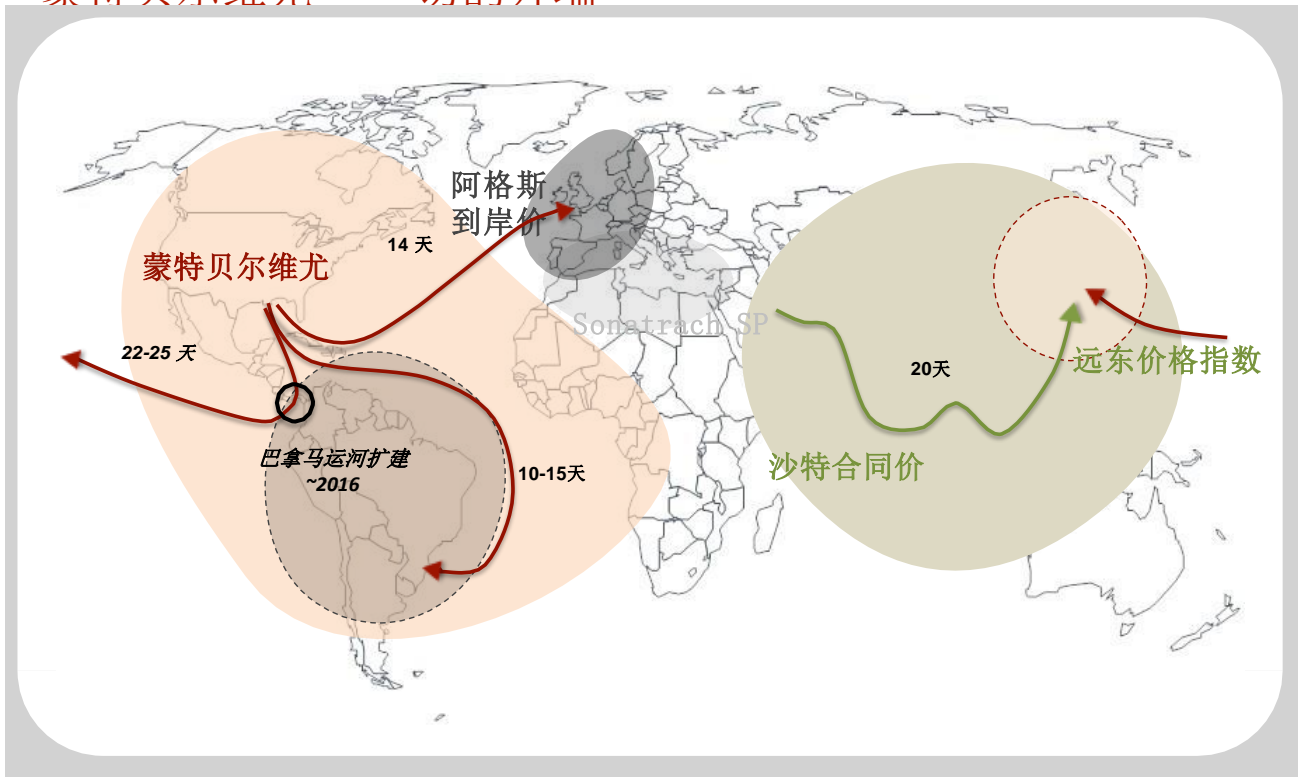 阿格斯
到岸价
14 天
蒙特贝尔维尤
Sonatrach SP
22-25 天
远东价格指数
20天
巴拿马运河扩建
~2016
10-15天
沙特合同价